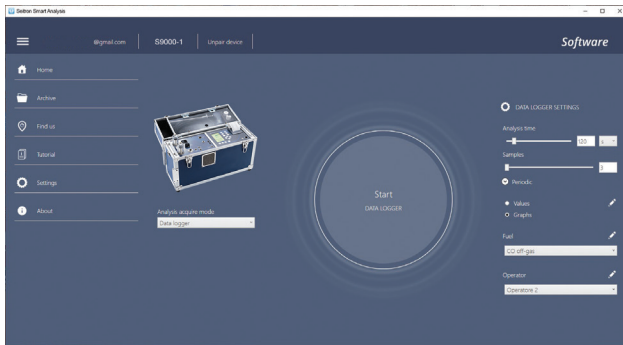 Seitron Smart Analysis
@gmail.com
S9000-1
Unpair device
Software
Home
Archive
Find us
Tutorial
Settings
About
Analysis acquire mode
Data logger
Start
DATA LOGGER
DATA LOGGER SETTINGS
Analysis time
120
s
Samples
3
Periodic
Values
Graphs
Fuel
CO off-gas
Operator
Operatore 2